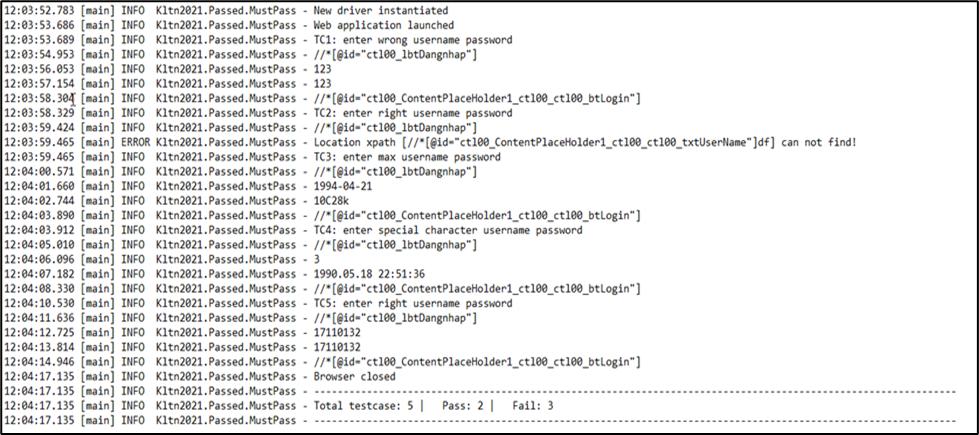 12:03:52.783 [main] INFO  Kltn2021.Passed.MustPass - New driver instantiated
12:03:53.686 [main] INFO  Kltn2021.Passed.MustPass - Web application launched
12:03:53.689 [main] INFO  Kltn2021.Passed.MustPass - TC1: enter wrong username password
12:03:54.953 [main] INFO  Kltn2021.Passed.MustPass - //*[@id="ctl00_lbtDangnhap"]
12:03:56.053 [main] INFO  Kltn2021.Passed.MustPass - 123
12:03:57.154 [main] INFO  Kltn2021.Passed.MustPass - 123
12:03:58.304 [main] INFO  Kltn2021.Passed.MustPass - //*[@id="ctl00_ContentPlaceHolder1_ctl00_ctl00_btLogin"]
12:03:58.329 [main] INFO  Kltn2021.Passed.MustPass - TC2: enter right username password
12:03:59.424 [main] INFO  Kltn2021.Passed.MustPass - //*[@id="ctl00_lbtDangnhap"]
12:03:59.465 [main] ERROR Kltn2021.Passed.MustPass - Location xpath [//*[@id="ctl00_ContentPlaceHolder1_ctl00_ctl00_txtUserName"]df] can not find!
12:03:59.465 [main] INFO  Kltn2021.Passed.MustPass - TC3: enter max username password
12:04:00.571 [main] INFO  Kltn2021.Passed.MustPass - //*[@id="ctl00_lbtDangnhap"]
12:04:01.660 [main] INFO  Kltn2021.Passed.MustPass - 1994-04-21
12:04:02.744 [main] INFO  Kltn2021.Passed.MustPass - 10C28k
12:04:03.890 [main] INFO  Kltn2021.Passed.MustPass - //*[@id="ctl00_ContentPlaceHolder1_ctl00_ctl00_btLogin"]
12:04:03.912 [main] INFO  Kltn2021.Passed.MustPass - TC4: enter special character username password
12:04:05.010 [main] INFO  Kltn2021.Passed.MustPass - //*[@id="ctl00_lbtDangnhap"]
12:04:06.096 [main] INFO  Kltn2021.Passed.MustPass - 3
12:04:07.182 [main] INFO  Kltn2021.Passed.MustPass - 1990.05.18 22:51:36
12:04:08.330 [main] INFO  Kltn2021.Passed.MustPass - //*[@id="ctl00_ContentPlaceHolder1_ctl00_ctl00_btLogin"]
12:04:10.530 [main] INFO  Kltn2021.Passed.MustPass - TC5: enter right username password
12:04:11.636 [main] INFO  Kltn2021.Passed.MustPass - //*[@id="ctl00_lbtDangnhap"]
12:04:12.725 [main] INFO  Kltn2021.Passed.MustPass - 17110132
12:04:13.814 [main] INFO  Kltn2021.Passed.MustPass - 17110132
12:04:14.946 [main] INFO  Kltn2021.Passed.MustPass - //*[@id="ctl00_ContentPlaceHolder1_ctl00_ctl00_btLogin"]
12:04:17.135 [main] INFO  Kltn2021.Passed.MustPass - Browser closed
12:04:17.135 [main] INFO  Kltn2021.Passed.MustPass - ------------------------------------------------------------------------------------------------------------
12:04:17.135 [main] INFO  Kltn2021.Passed.MustPass - Total testcase: 5 |   Pass: 2 |   Fail: 3
12:04:17.135 [main] INFO  Kltn2021.Passed.MustPass - ------------------------------------------------------------------------------------------------------------